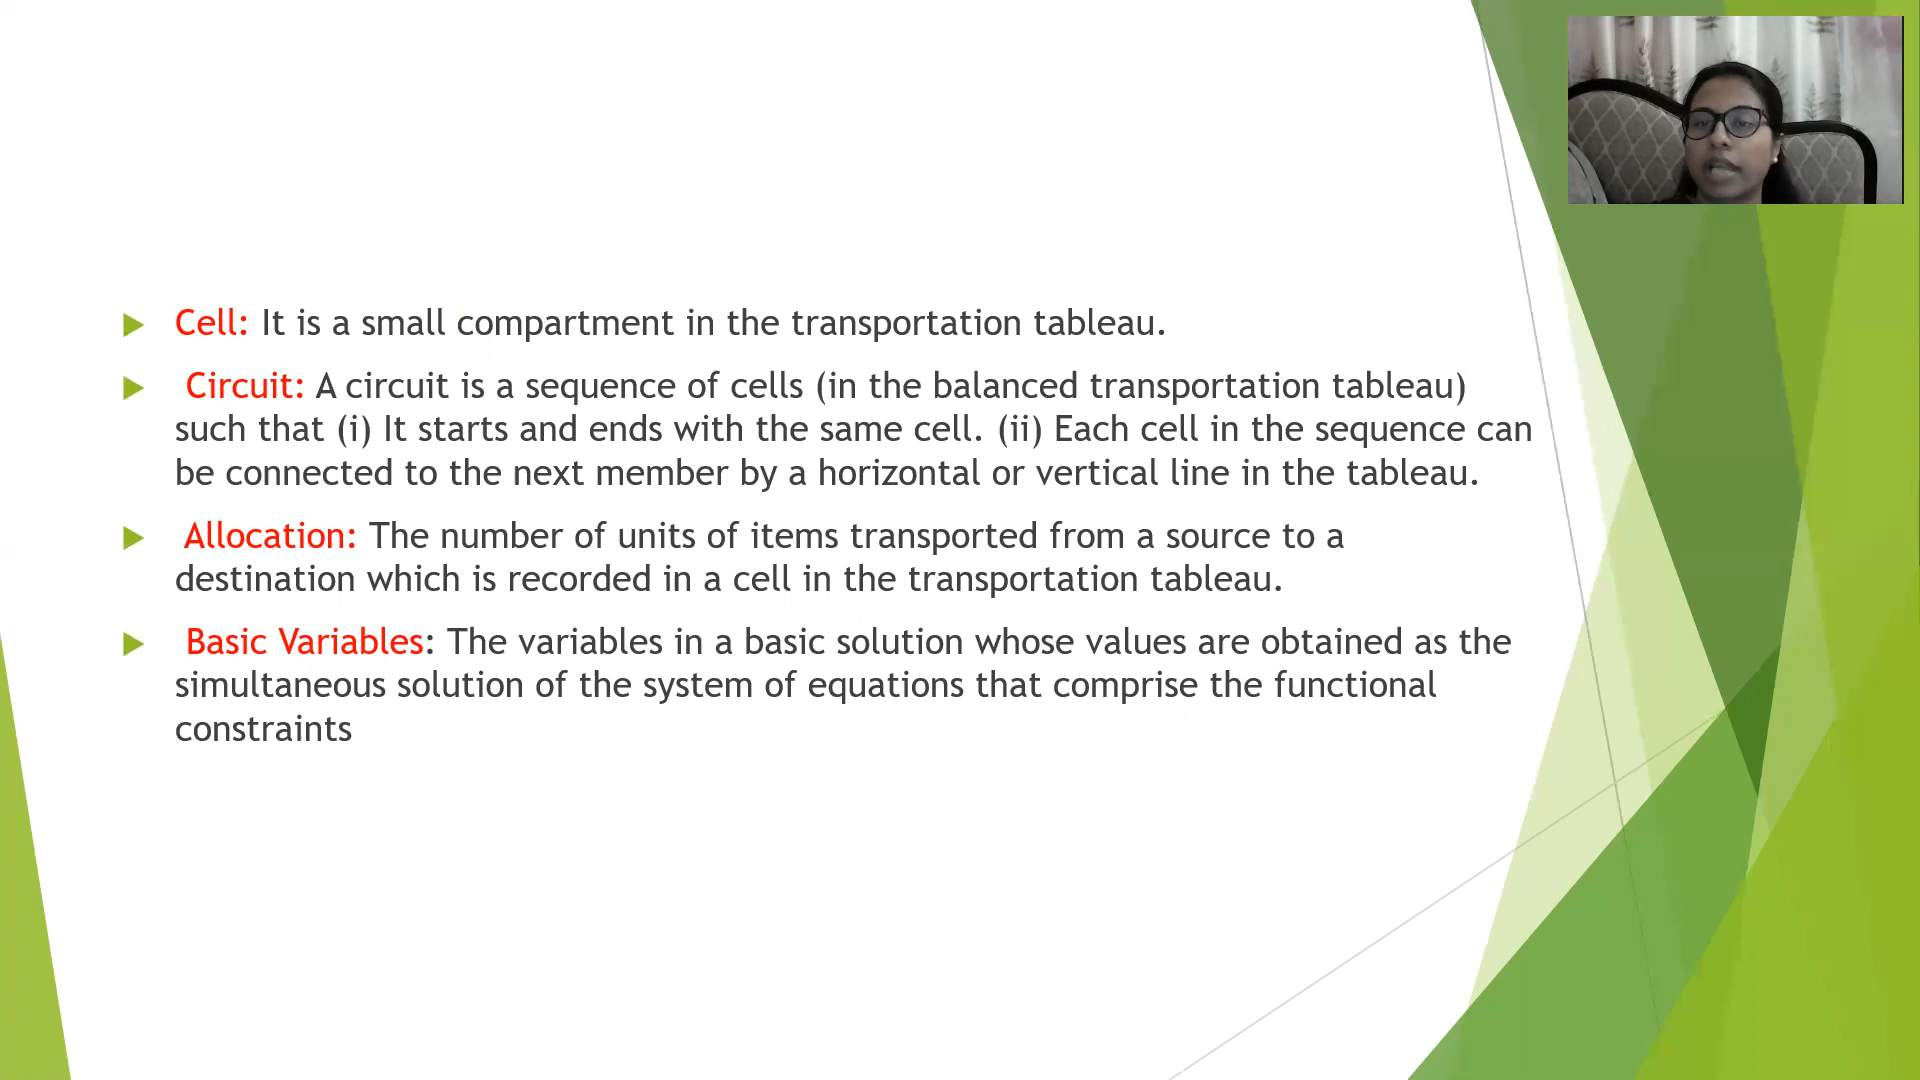 Cell: It is a small compartment in the transportation tableau.
Circuit: A circuit is a sequence of cells (in the balanced transportation tableau)
such that (i) It starts and ends with the same cell. (ii) Each cell in the sequence can
be connected to the next member by a horizontal or vertical line in the tableau.
Allocation: The number of units of items transported from a source to a
destination which is recorded in a cell in the transportation tableau.
Basic Variables: The variables in a basic solution whose values are obtained as the
simultaneous solution of the system of equations that comprise the functional
constraints